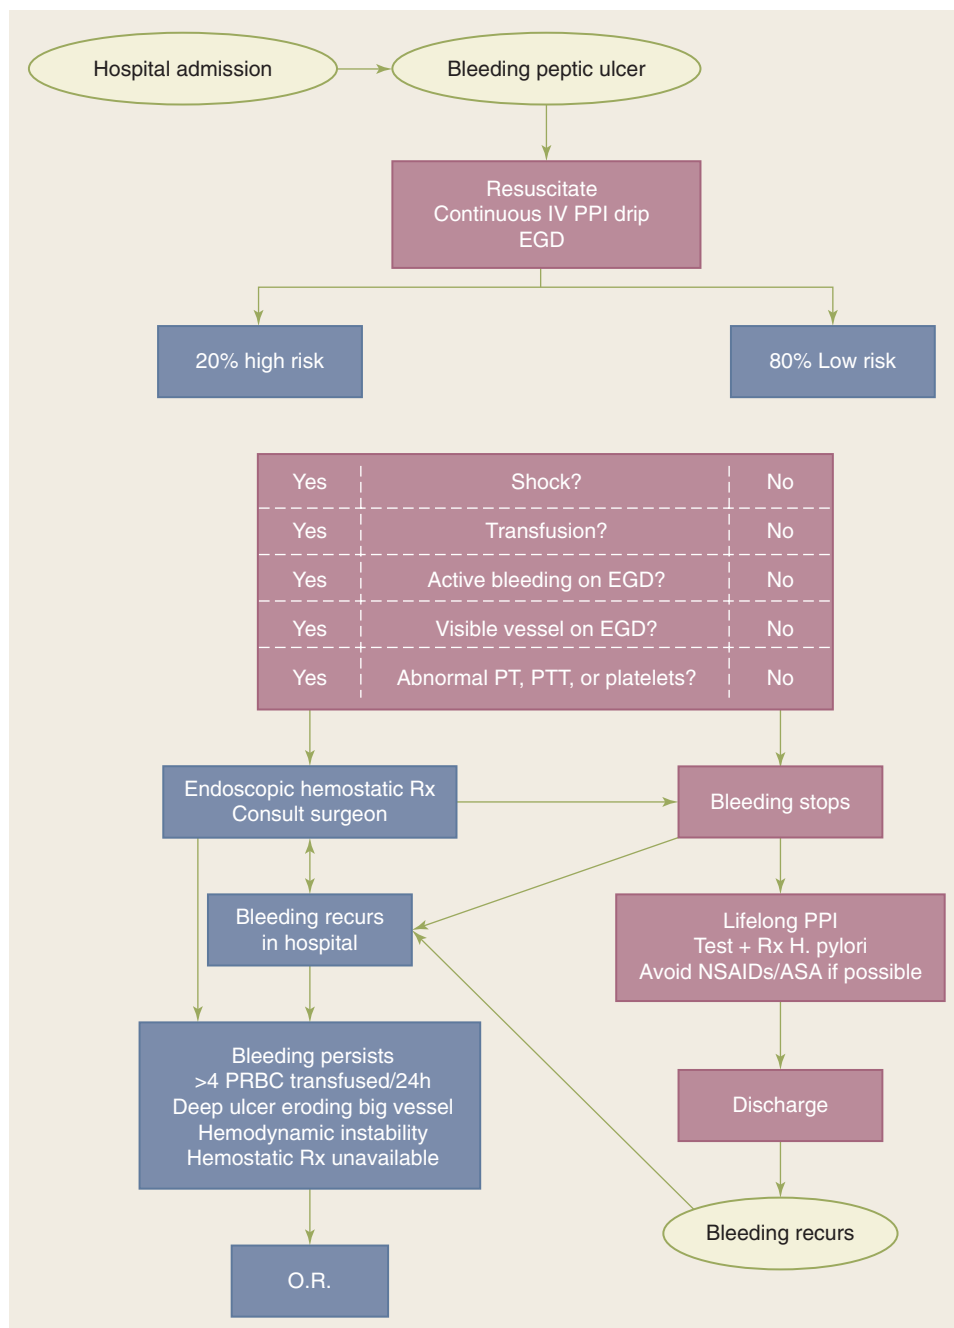 Hospital admission
Bleeding peptic ulcer
Resuscitate
Continuous IV PPI drip
EGD
20% high risk
80% Low risk
Yes Shock? No
Yes Transfusion? No
Yes Active bleeding on EGD? No
Yes Visible vessel on EGD? No
Yes Abnormal PT, PTT, or platelets? No
Endoscopic hemostatic Rx
Consult surgeon
Bleeding stops
Bleeding recurs
in hospital
Lifelong PPI
Test + Rx H. pylori
Avoid NSAIDs/ASA if possible
Bleeding persists
>4 PRBC transfused/24h
Deep ulcer eroding big vessel
Hemodynamic instability
Hemostatic Rx unavailable
Discharge
Bleeding recurs
O.R.